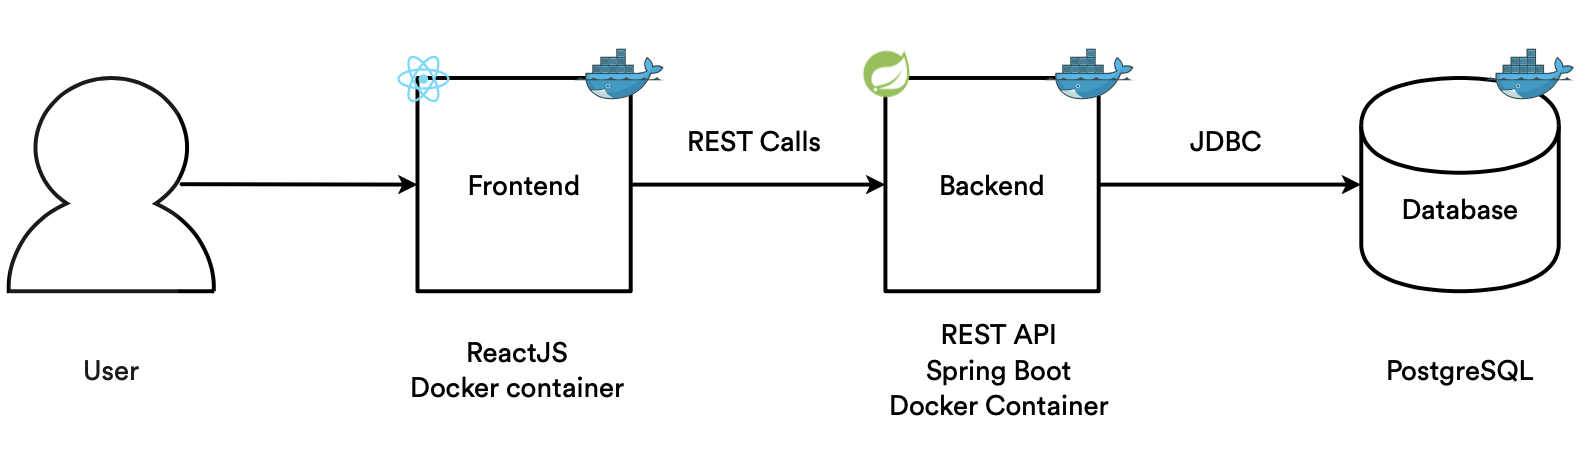 REST Calls
JDBC
Frontend
Backend
Database
User
ReactJS
Docker container
REST API
Spring Boot
Docker Container
PostgreSQL